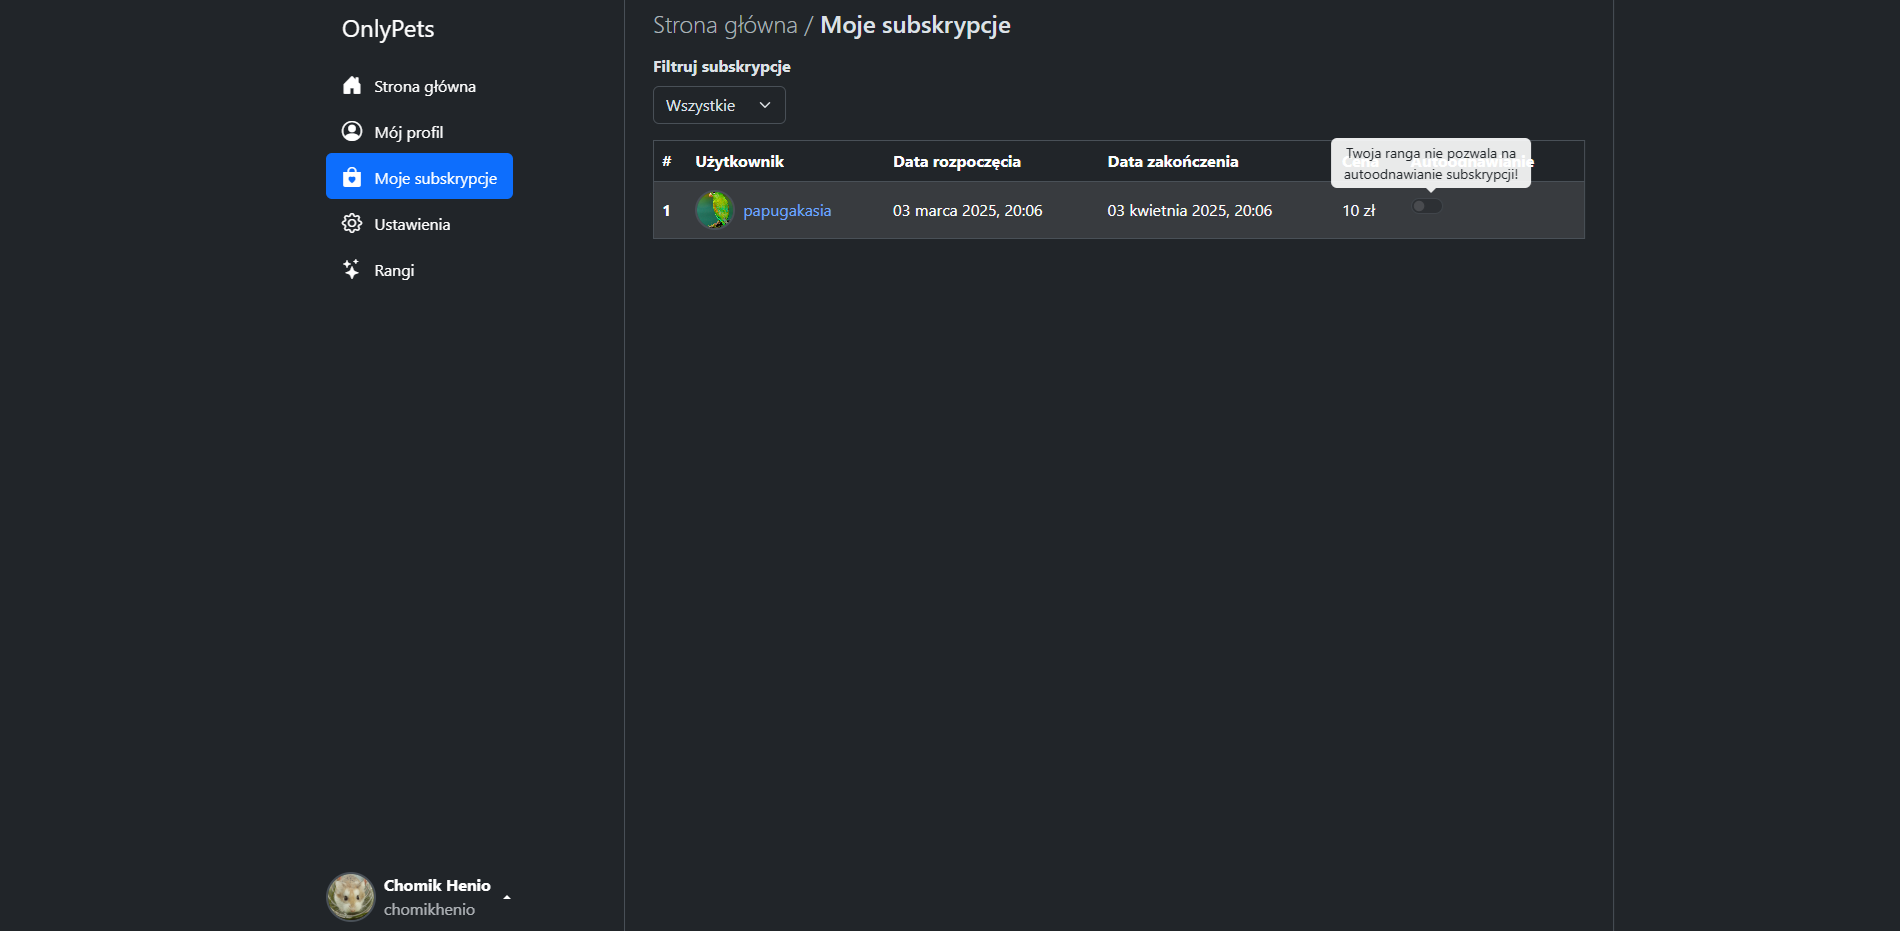 OnlyPets
Strona główna
Mój profil
Moje subskrypcje
Ustawienia
Rangi
Chomik Henio
chomikhenio
Strona główna / Moje subskrypcje
Filtruj subskrypcje
Wszystkie
# Użytkownik Data rozpoczęcia Data zakończenia Cena Autoodnawianie
Twoja ranga nie pozwala na
autoodnawianie subskrypcji!
1 papugakasia 03 marca 2025, 20:06 03 kwietnia 2025, 20:06 10 zł